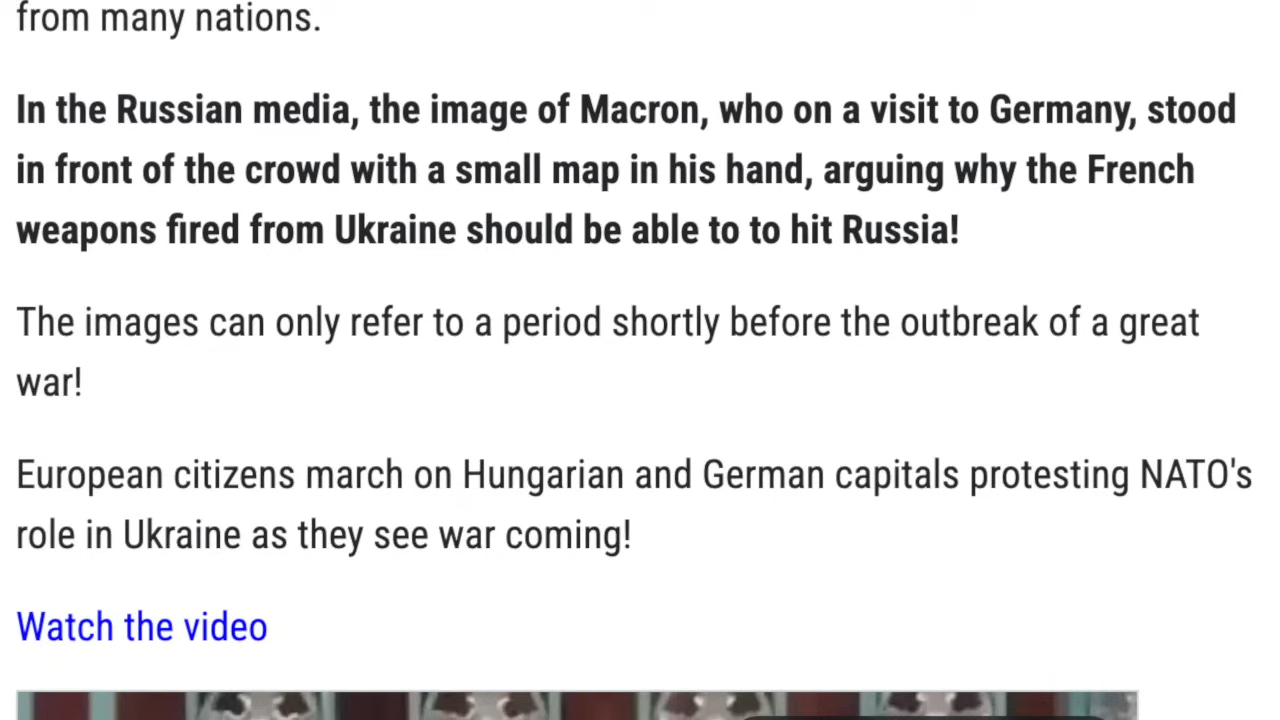 from many nations.
In the Russian media, the image of Macron, who on a visit to Germany, stood
in front of the crowd with a small map in his hand, arguing why the French
weapons fired from Ukraine should be able to to hit Russia!
The images can only refer to a period shortly before the outbreak of a great
war!
European citizens march on Hungarian and German capitals protesting NATO's
role in Ukraine as they see war coming!
Watch the video